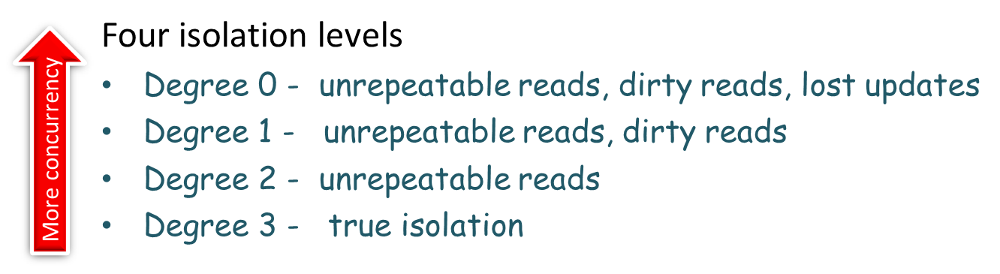 Four isolation levels
• Degree 0 - unrepeatable reads, dirty reads, lost updates
• Degree 1 - unrepeatable reads, dirty reads
• Degree 2 - unrepeatable reads
• Degree 3 - true isolation
More concurrency